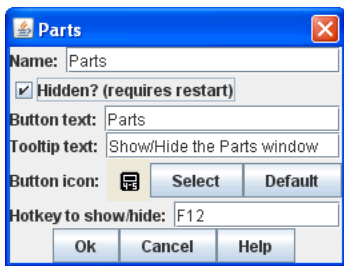 Parts
Name: Parts
Hidden? (requires restart)
Button text: Parts
Tooltip text: Show/Hide the Parts window
Button icon: Select Default
Hotkey to show/hide: F12
Ok Cancel Help